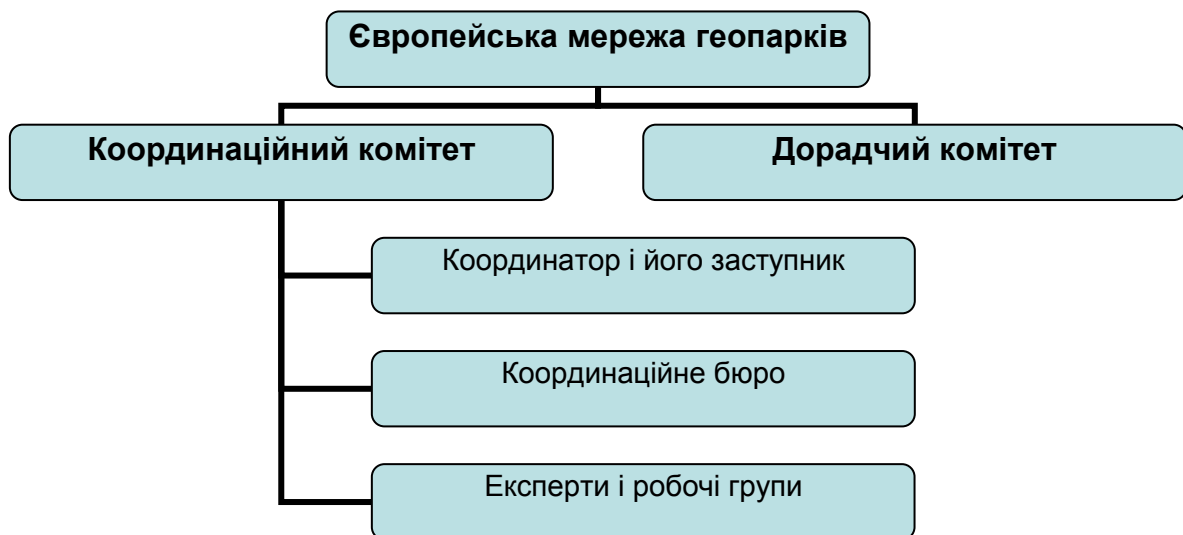 Європейська мережа геопарків
Координаційний комітет
Дорадчий комітет
Координатор і його заступник
Координаційне бюро
Експерти і робочі групи